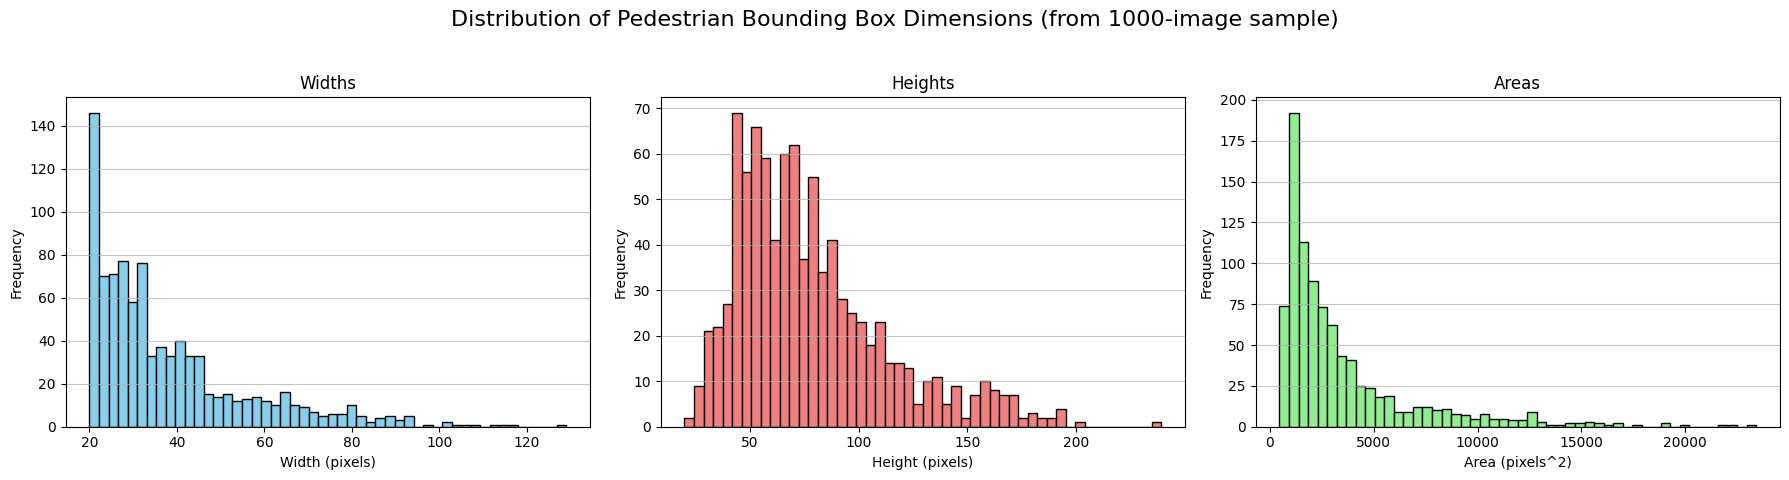 Distribution of Pedestrian Bounding Box Dimensions (from 1000-image sample)
Widths
Frequency
140
120
100
80
60
40
20
0
20 40 60 80 100 120
Width (pixels)
Heights
Frequency
70
60
50
40
30
20
10
0
50 100 150 200
Height (pixels)
Areas
Frequency
200
175
150
125
100
75
50
25
0
0 5000 10000 15000 20000
Area (pixels^2)